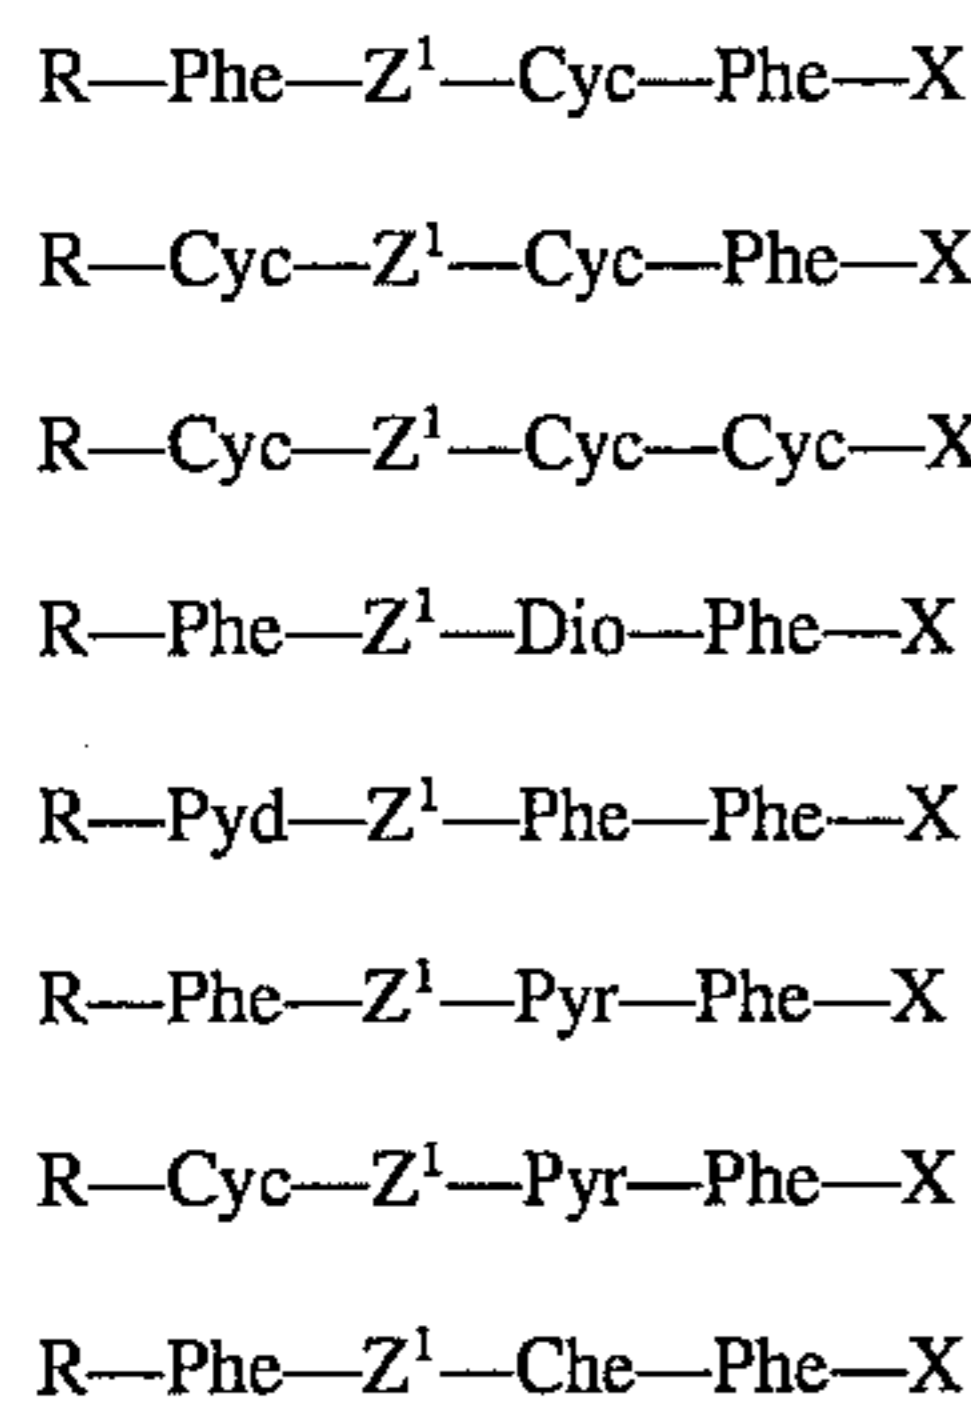 R—Phe—Z¹—Cyc—Phe—X
R—Cyc—Z¹—Cyc—Phe—X
R—Cyc—Z¹—Cyc—Cyc—X
R—Phe—Z¹—Dio—Phe—X
R—Pyd—Z¹—Phe—Phe—X
R—Phe—Z¹—Pyr—Phe—X
R—Cyc—Z¹—Pyr—Phe—X
R—Phe—Z¹—Che—Phe—X